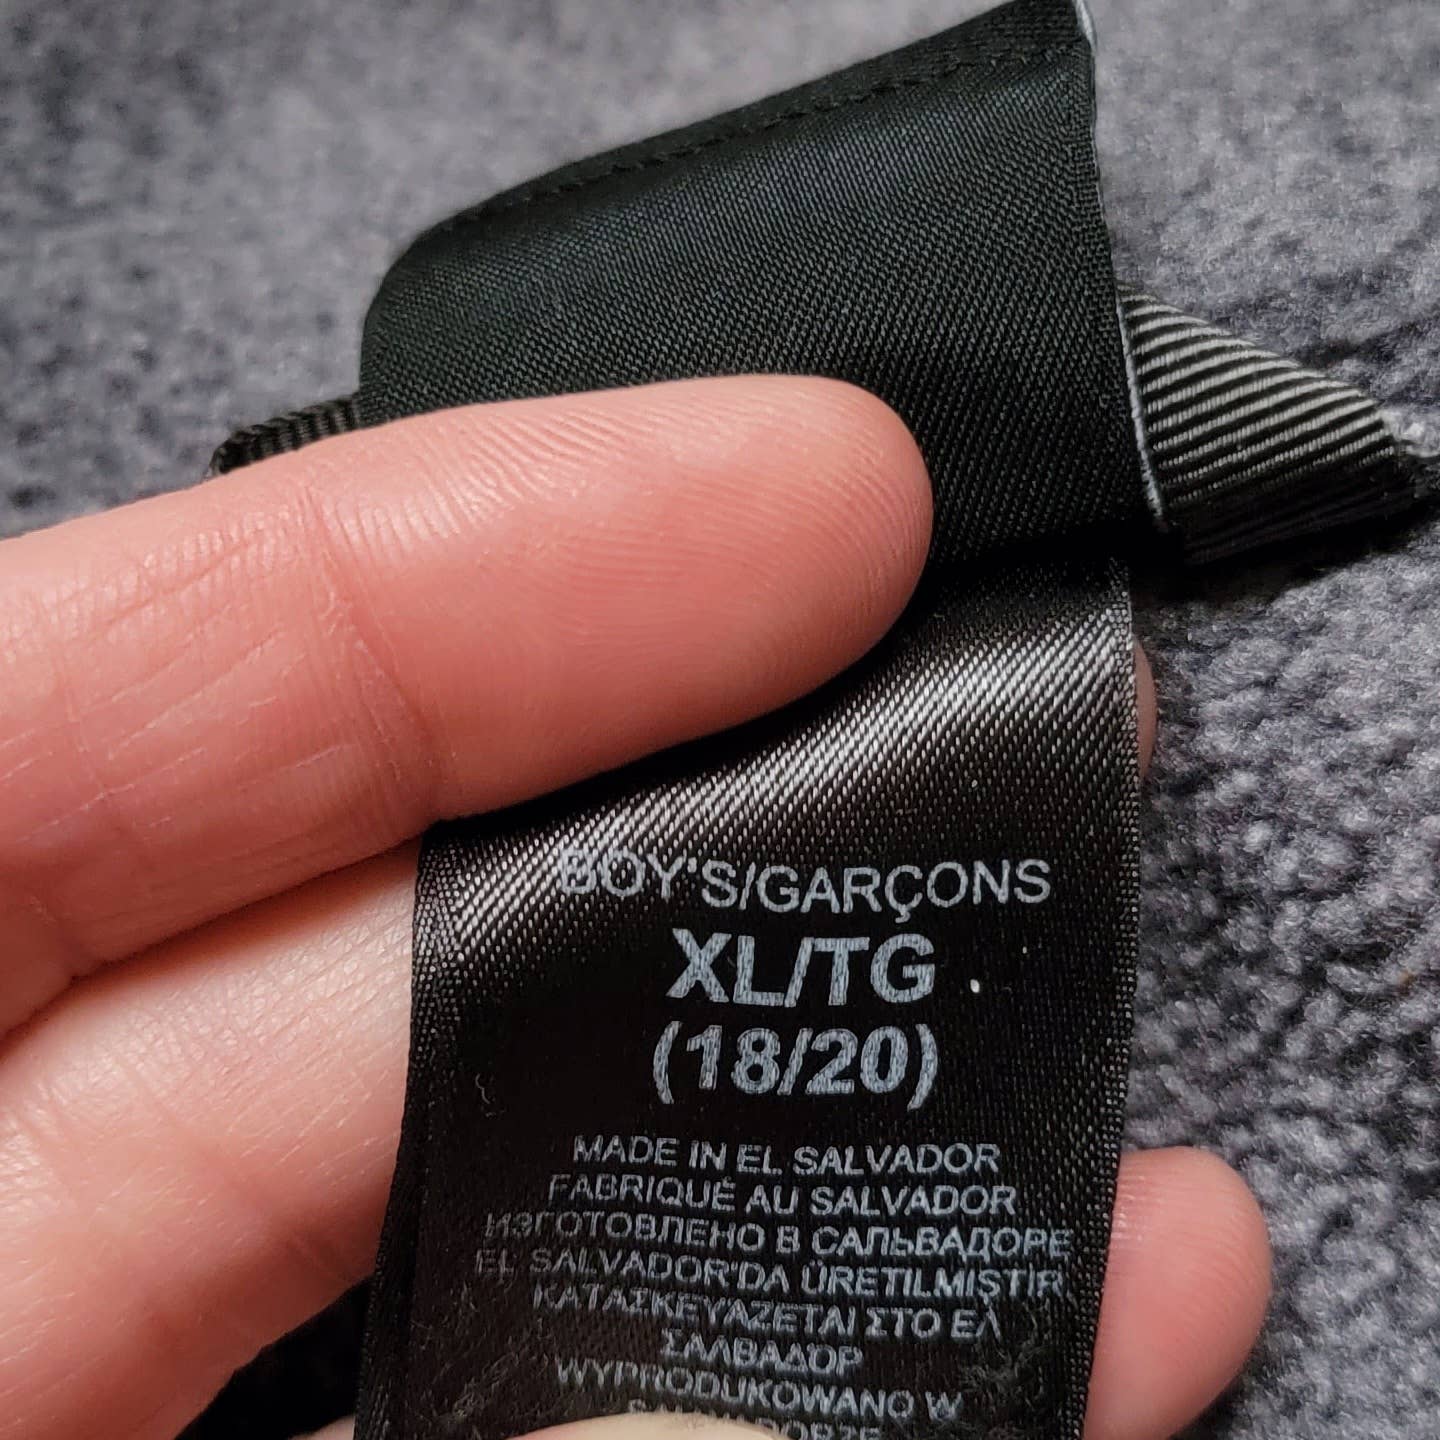 BOY'S/GARÇONS
XL/TG
(18/20)
MADE IN EL SALVADOR
FABRIQUÉ AU SALVADOR
ИЗГОТОВЛЕНО В САЛЬВАДОРЕ
EL SALVADOR'DA ÜRETILMIŞTIR
ΚΑΤΑΣΚΕΥΑΖΕΤΑΙ ΣΤΟ ΕΛ
ΣΑΛΒΑΔΟΡ
WYPRODUKOWANO W